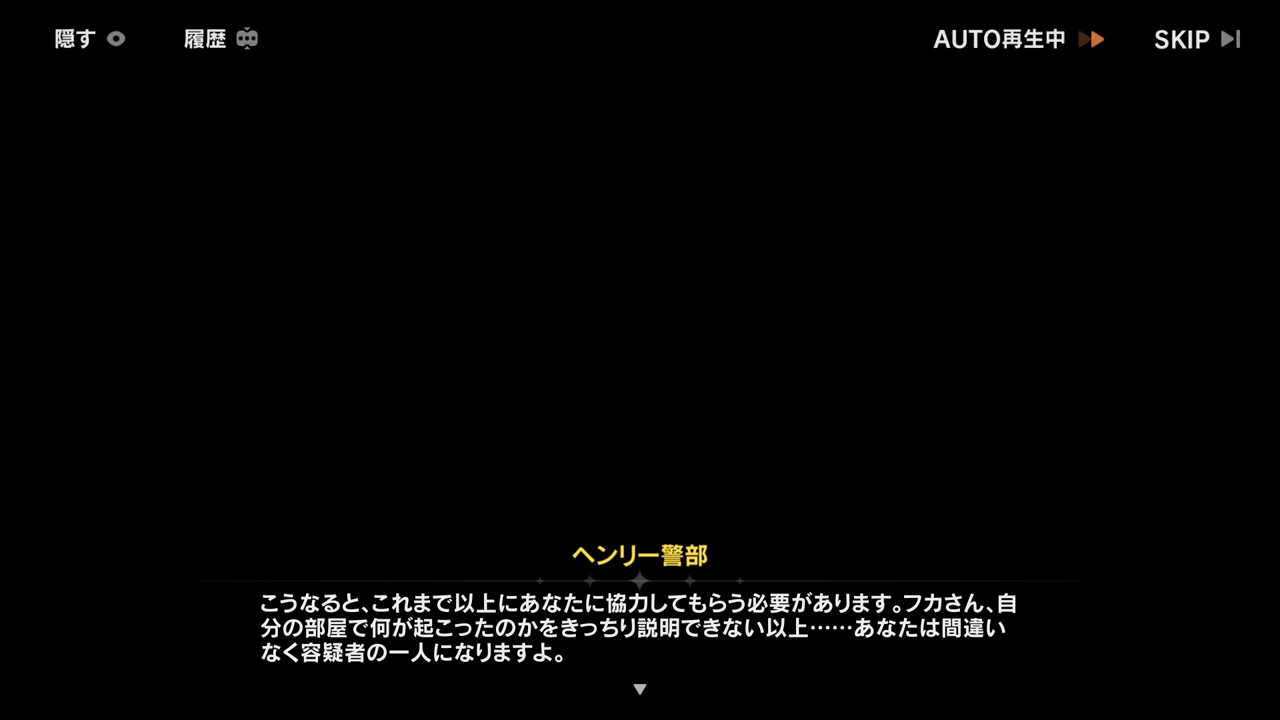 隠す
履歴
AUTO再生中
SKIP
ヘンリー警部
こうなると、これまで以上にあなたに協力してもらう必要があります。フカさん、自
分の部屋で何が起こったのかをきっちり説明できない以上……あなたは間違い
なく容疑者の一人になりますよ。